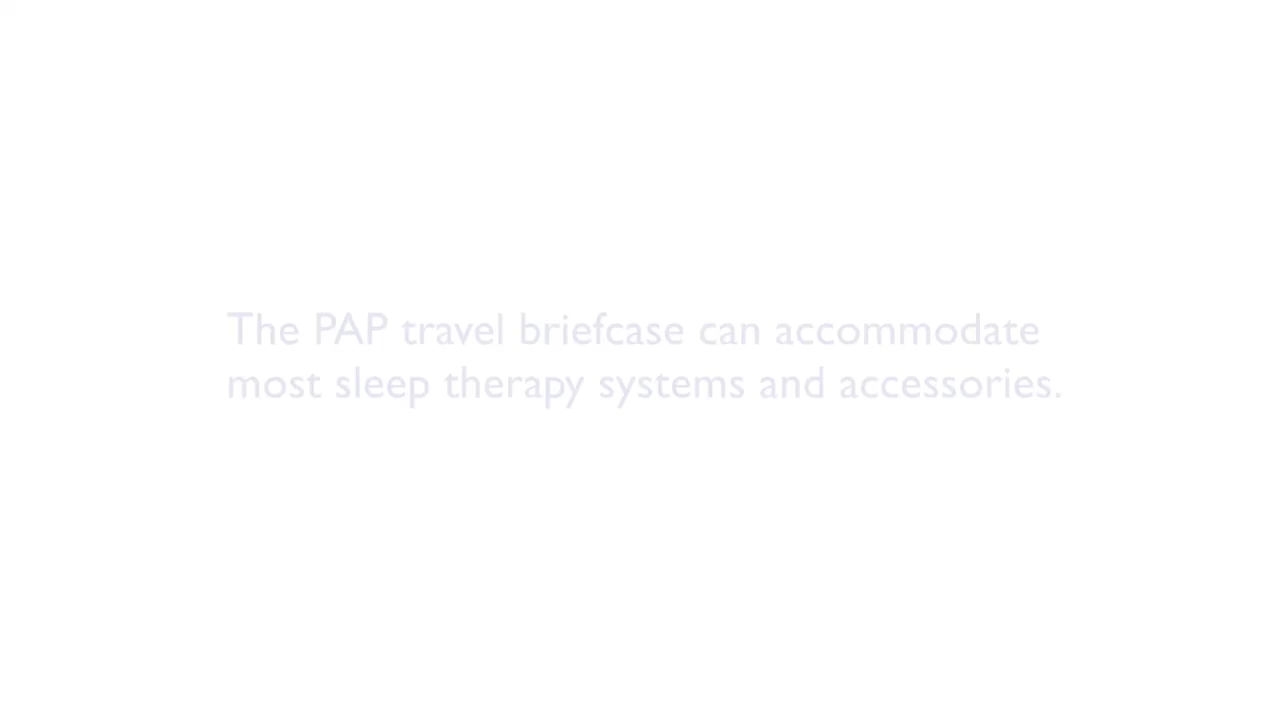 The PAP travel briefcase can accommodate
most sleep therapy systems and accessories.